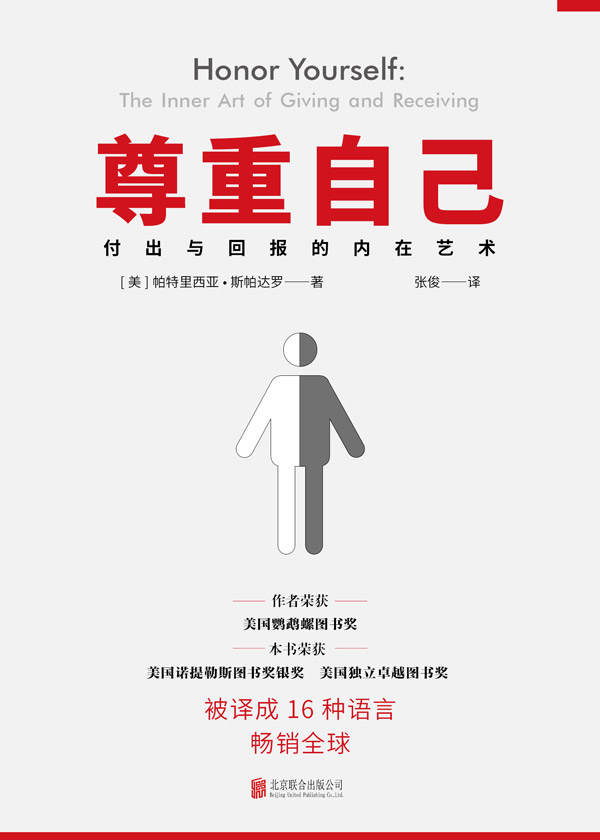 Honor Yourself:
The Inner Art of Giving and Receiving
尊重自己
付出与回报的内在艺术
[美]帕特里西亚·斯帕达罗——著 张俊——译
作者荣获
美国鹦鹉螺图书奖
本书荣获
美国诺提勒斯图书奖银奖 美国独立卓越图书奖
被译成 16 种语言
畅销全球
北京联合出版公司
Beijing United Publishing Co.,Ltd.